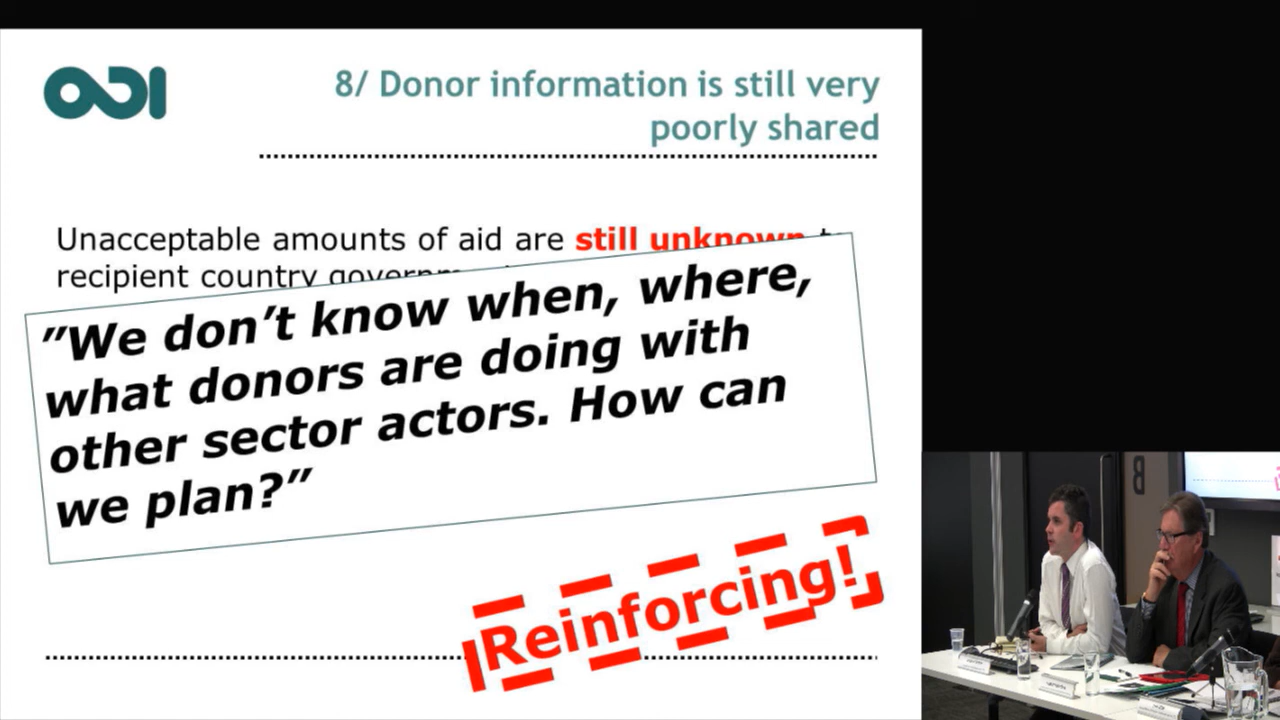 ODI
8/ Donor information is still very
poorly shared
Unacceptable amounts of aid are still unknown
recipient country
”We don’t know when, where,
what donors are doing with
other sector actors. How can
we plan?”
Reinforcing!